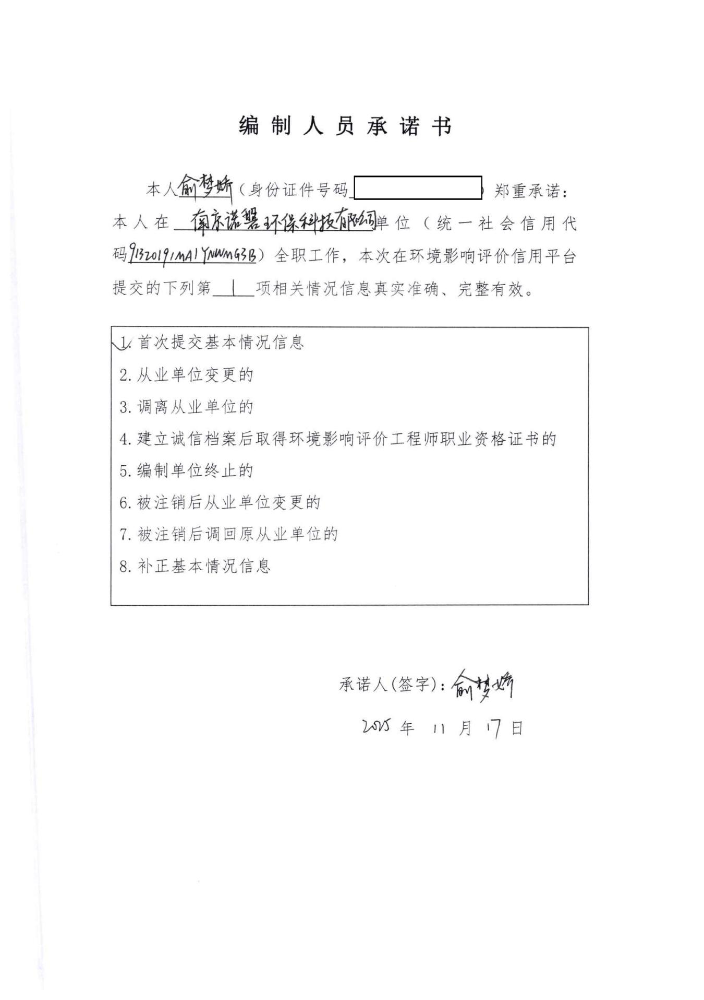 编制人员承诺书
本人俞梦娇（身份证件号码 ）郑重承诺：
本人在 南京诺磐环保科技有限公司单位（统一社会信用代
码91320191MA1YNWMG3B）全职工作，本次在环境影响评价信用平台
提交的下列第 1 项相关情况信息真实准确、完整有效。
1.首次提交基本情况信息
2.从业单位变更的
3.调离从业单位的
4.建立诚信档案后取得环境影响评价工程师职业资格证书的
5.编制单位终止的
6.被注销后从业单位变更的
7.被注销后调回原从业单位的
8.补正基本情况信息
承诺人(签字)：俞梦娇
2025 年 11 月 17 日